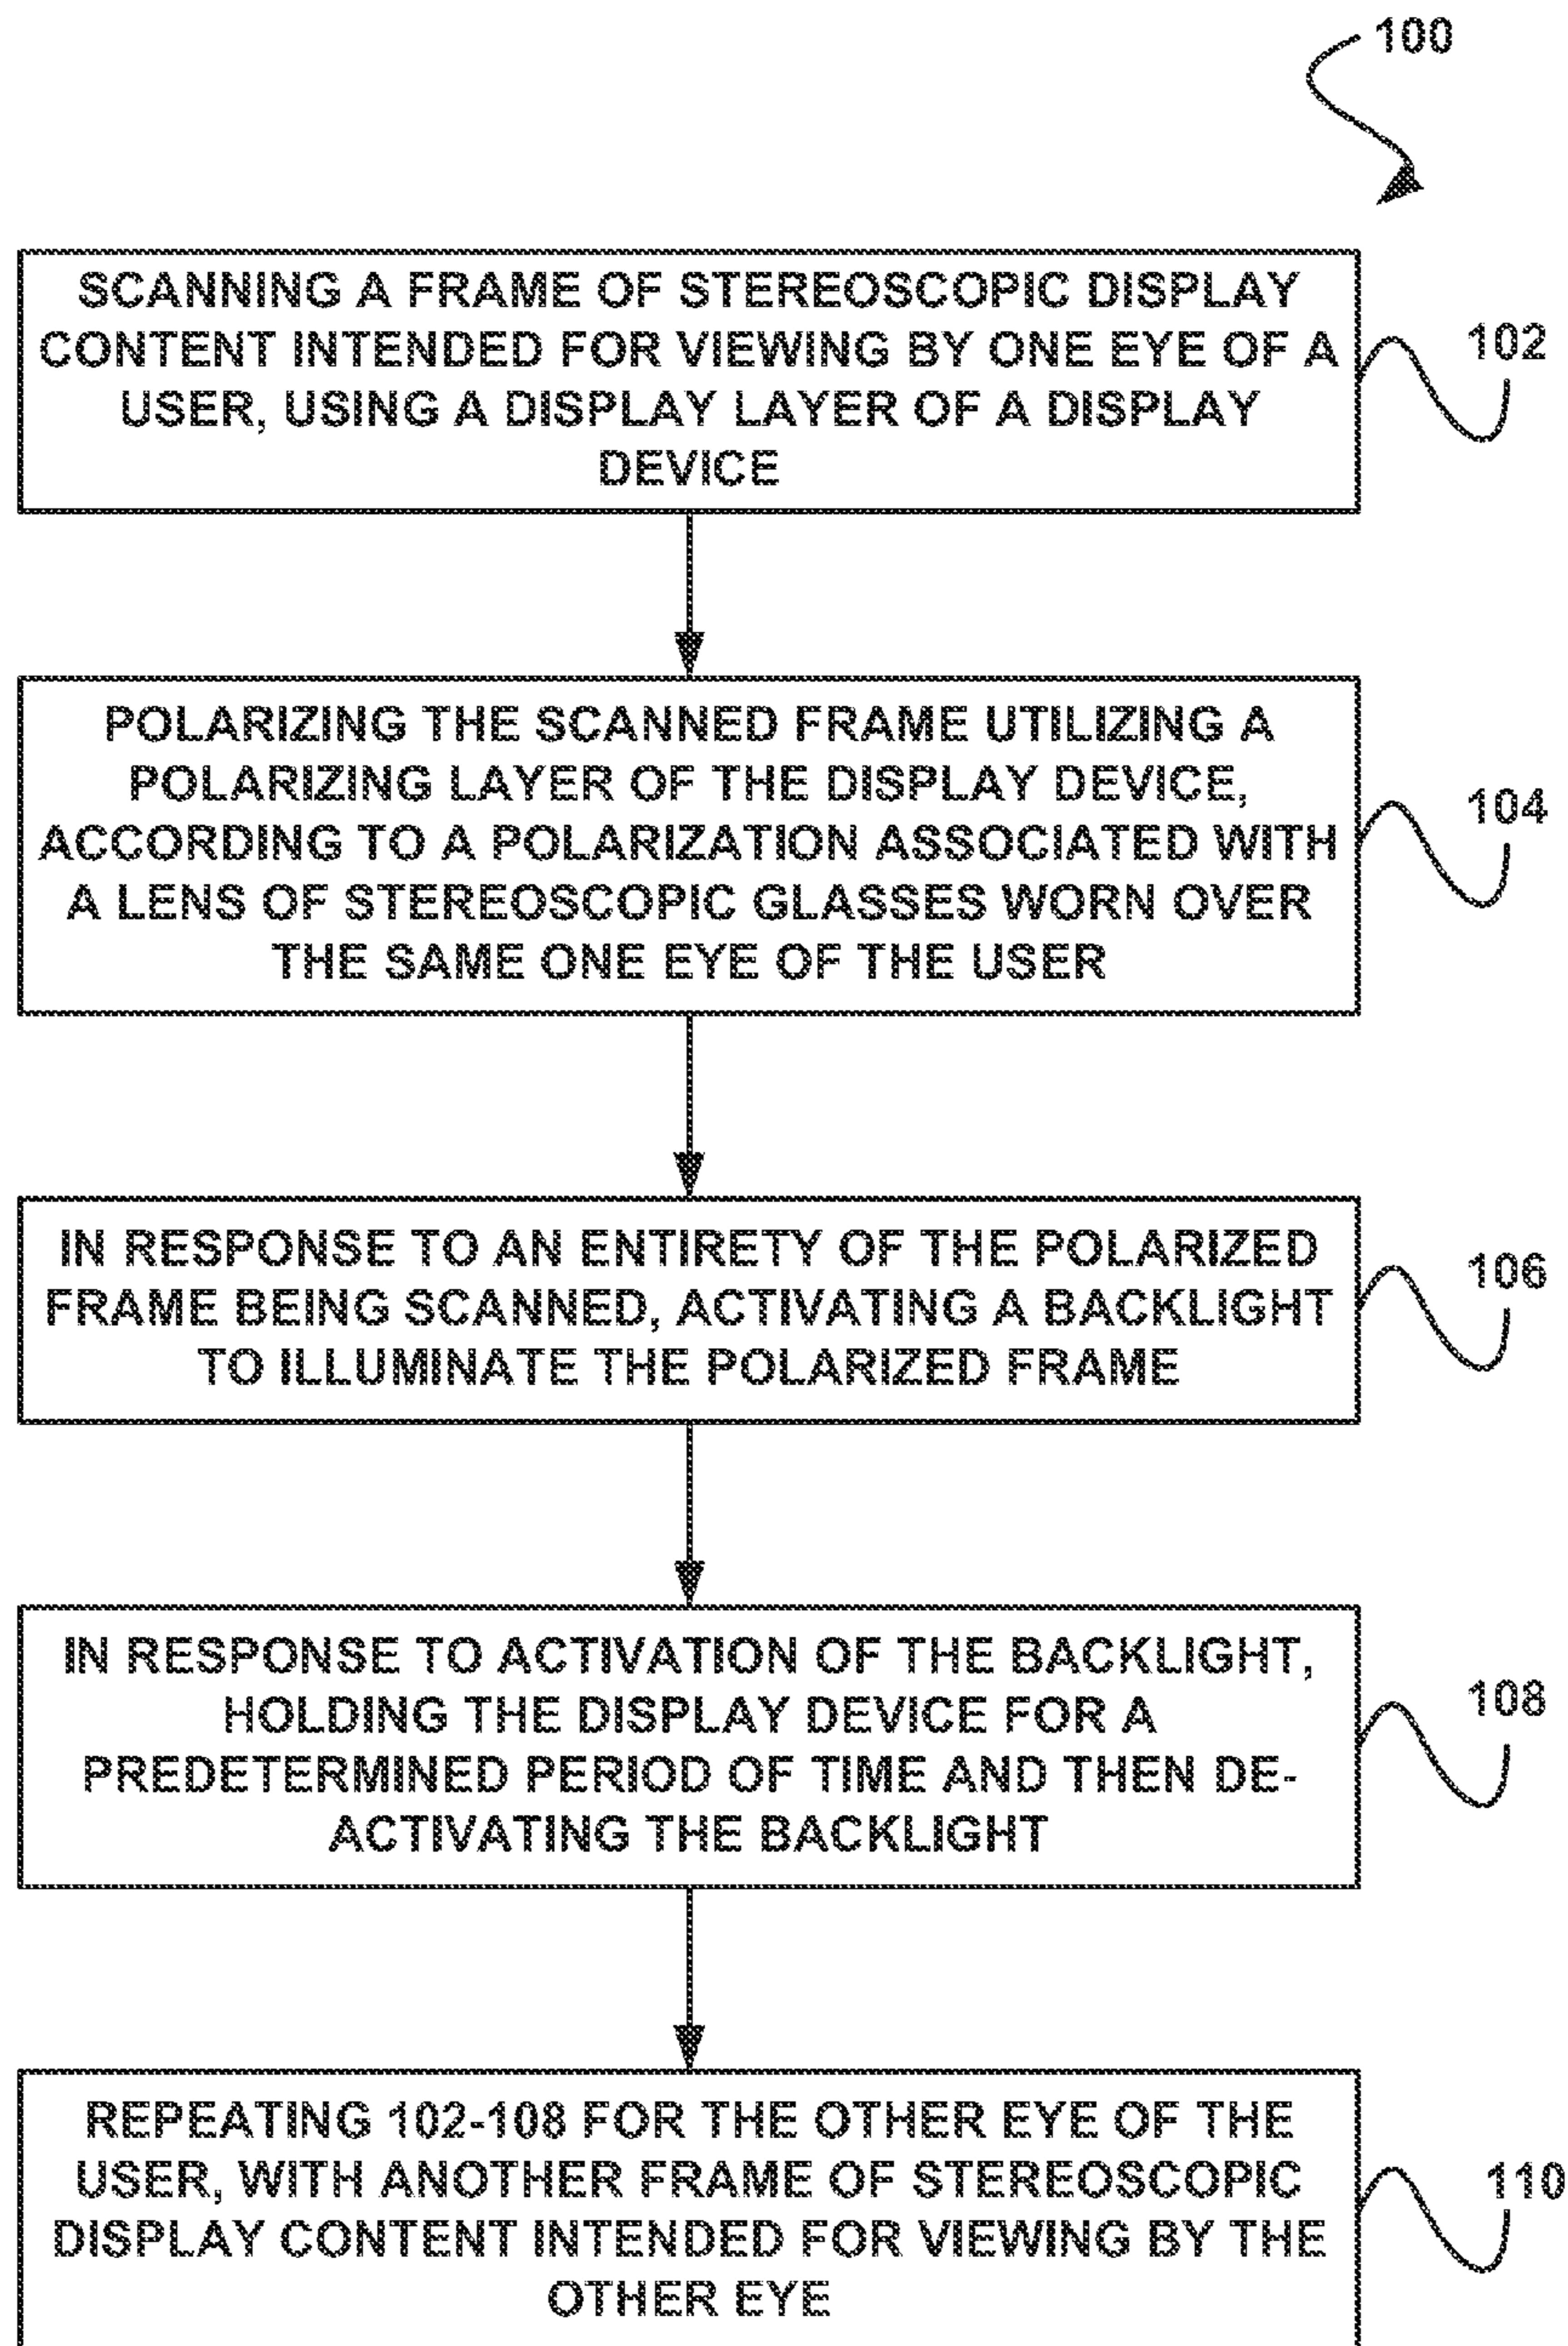 100
SCANNING A FRAME OF STEREOSCOPIC DISPLAY
CONTENT INTENDED FOR VIEWING BY ONE EYE OF A
USER, USING A DISPLAY LAYER OF A DISPLAY
DEVICE
102
POLARIZING THE SCANNED FRAME UTILIZING A
POLARIZING LAYER OF THE DISPLAY DEVICE,
ACCORDING TO A POLARIZATION ASSOCIATED WITH
A LENS OF STEREOSCOPIC GLASSES WORN OVER
THE SAME ONE EYE OF THE USER
104
IN RESPONSE TO AN ENTIRETY OF THE POLARIZED
FRAME BEING SCANNED, ACTIVATING A BACKLIGHT
TO ILLUMINATE THE POLARIZED FRAME
106
IN RESPONSE TO ACTIVATION OF THE BACKLIGHT,
HOLDING THE DISPLAY DEVICE FOR A
PREDETERMINED PERIOD OF TIME AND THEN DE-
ACTIVATING THE BACKLIGHT
108
REPEATING 102-108 FOR THE OTHER EYE OF THE
USER, WITH ANOTHER FRAME OF STEREOSCOPIC
DISPLAY CONTENT INTENDED FOR VIEWING BY THE
OTHER EYE
110